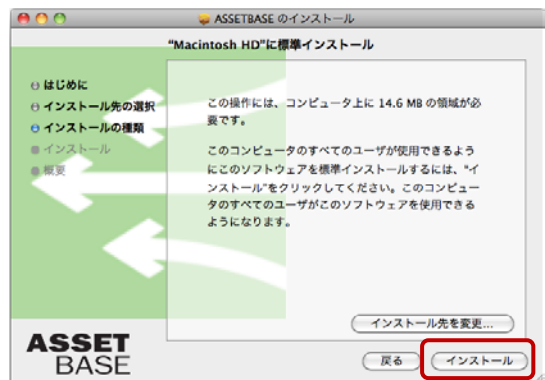 ASSETBASE のインストール
"Macintosh HD"に標準インストール
はじめに
インストール先の選択
インストールの種類
インストール
概要
この操作には、コンピュータ上に 14.6 MB の領域が必
要です。
このコンピュータのすべてのユーザが使用できるよう
にこのソフトウェアを標準インストールするには、"イ
ンストール"をクリックしてください。このコンピュー
タのすべてのユーザがこのソフトウェアを使用できる
ようになります。
インストール先を変更...
ASSET
BASE
戻る
インストール